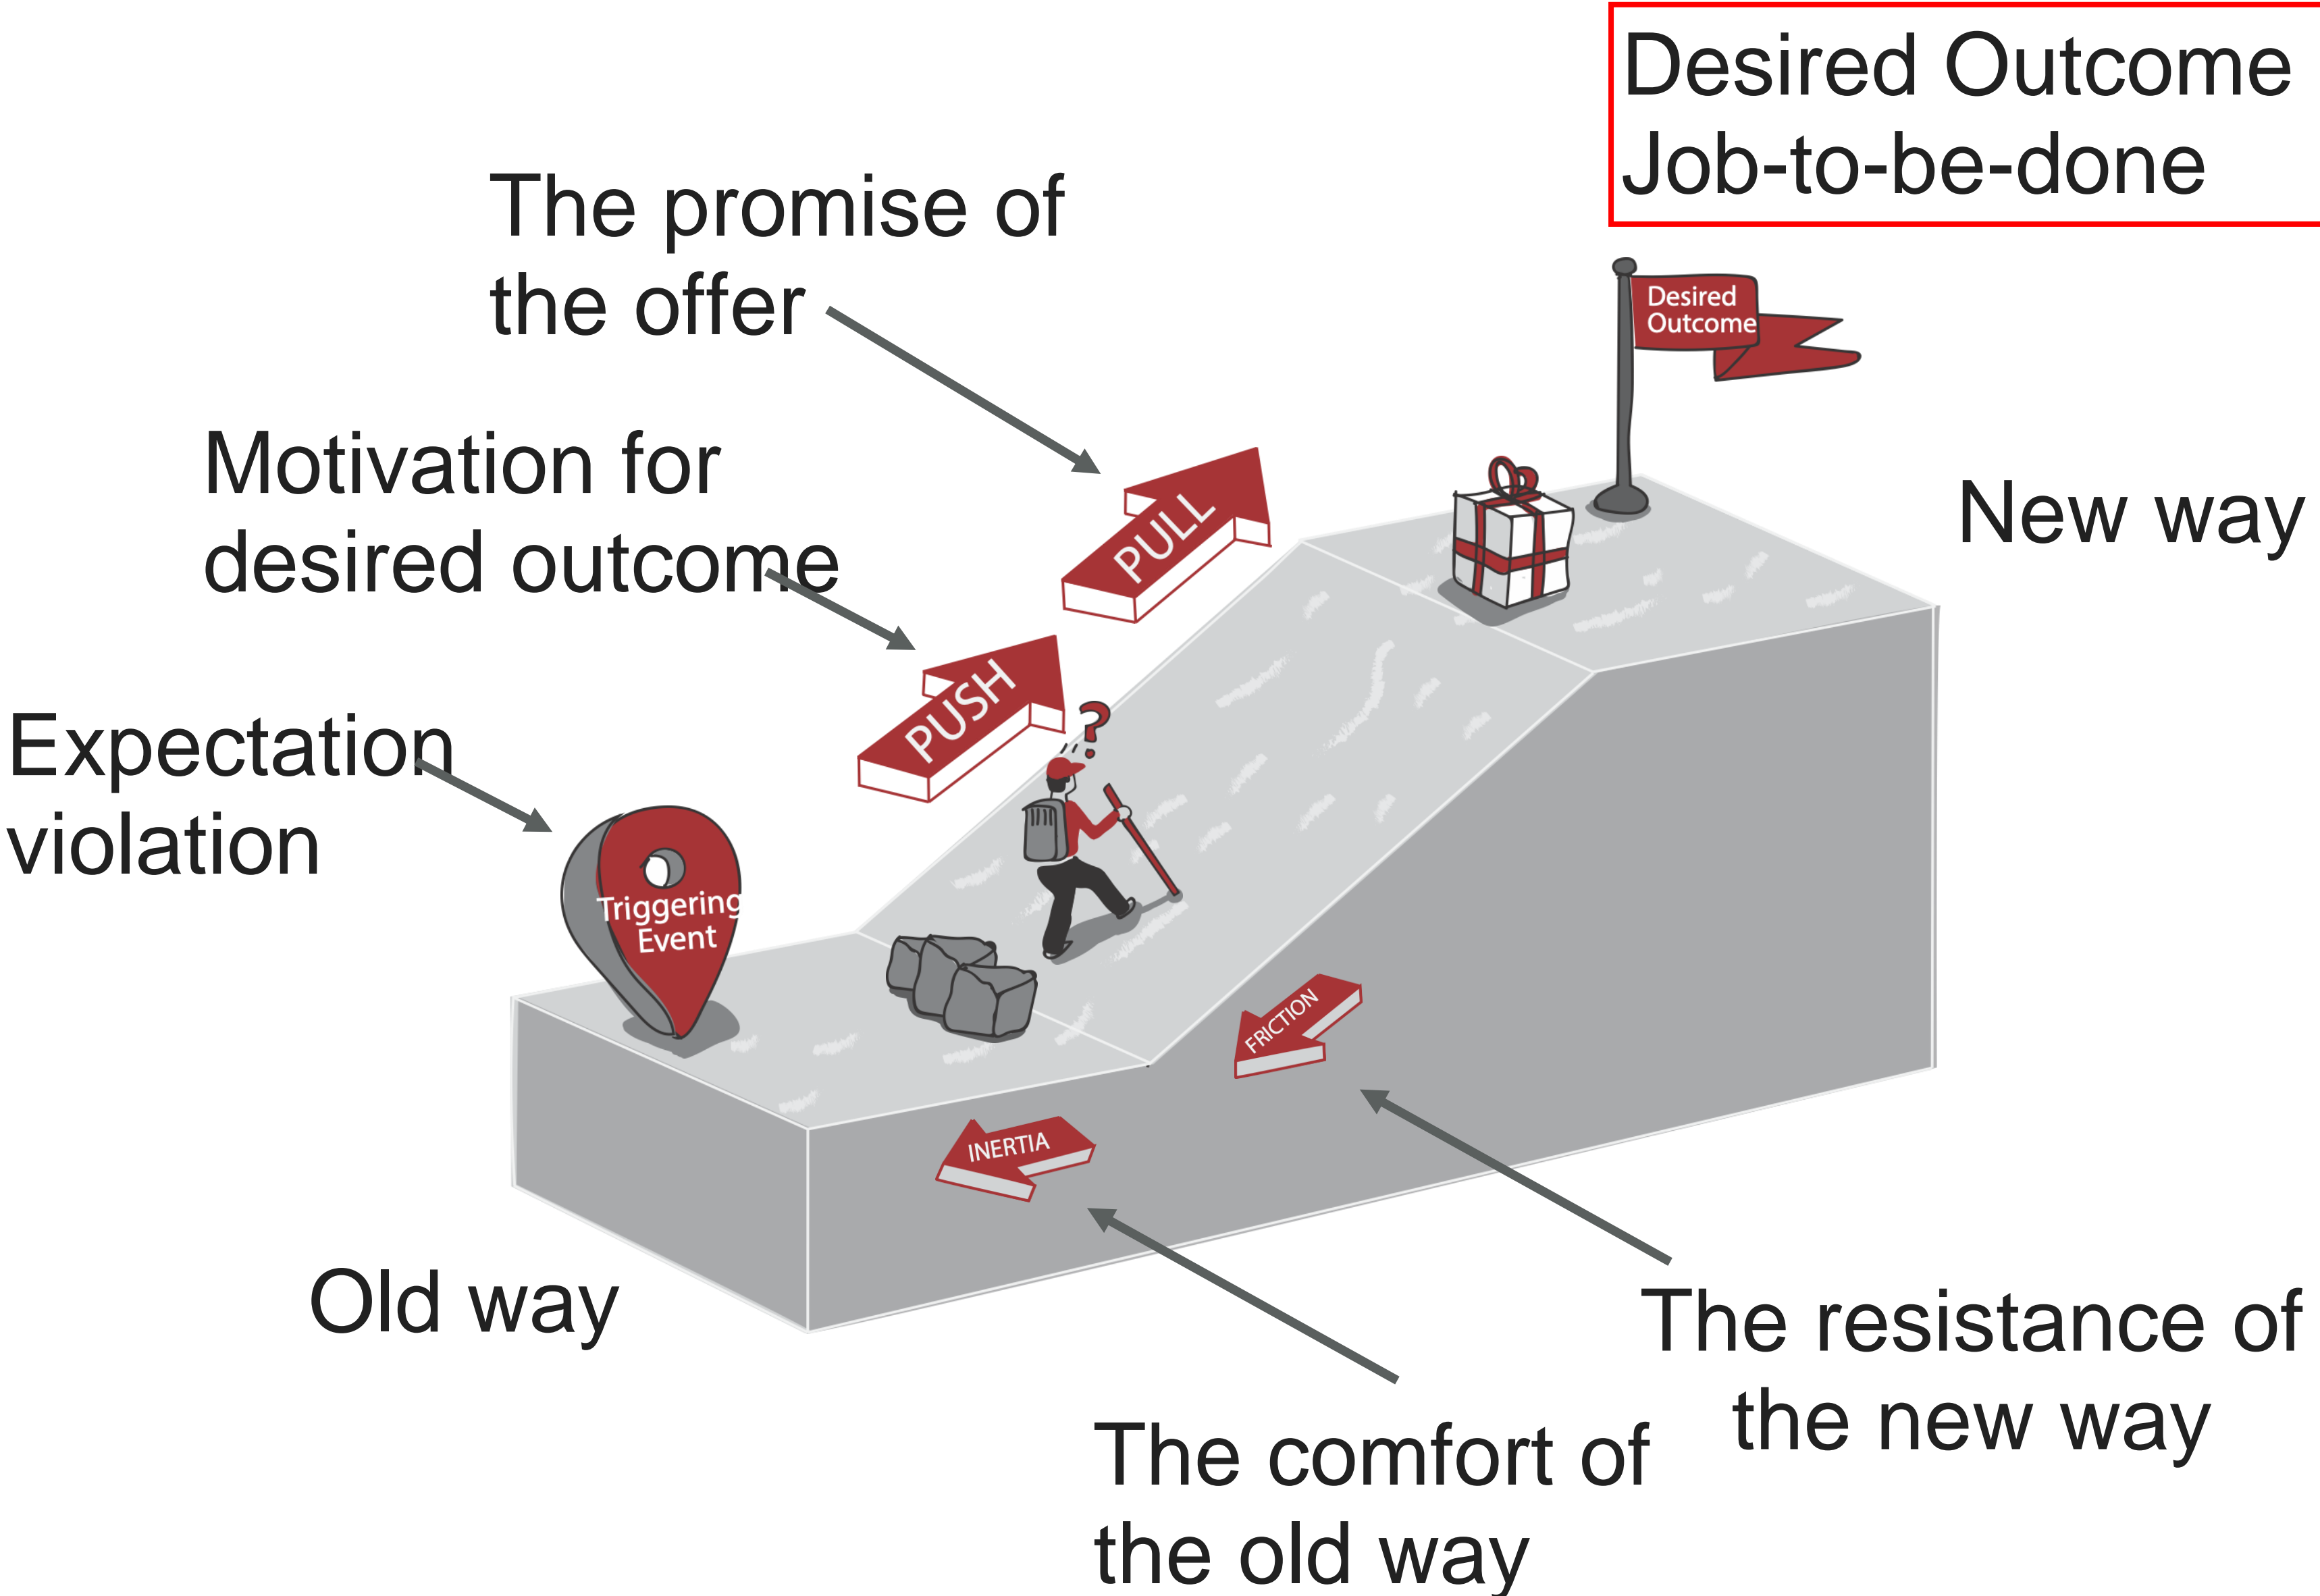 Desired Outcome
Job-to-be-done
The promise of
the offer
Desired
Outcome
Motivation for
desired outcome
PULL
New way
PUSH
?
Expectation
violation
Triggering
Event
FRICTION
INERTIA
Old way
The resistance of
the new way
The comfort of
the old way